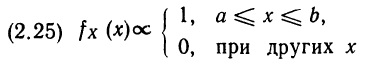 (2.25) f_X (x) ∝ { 1, a ⩽ x ⩽ b,
0, при других x